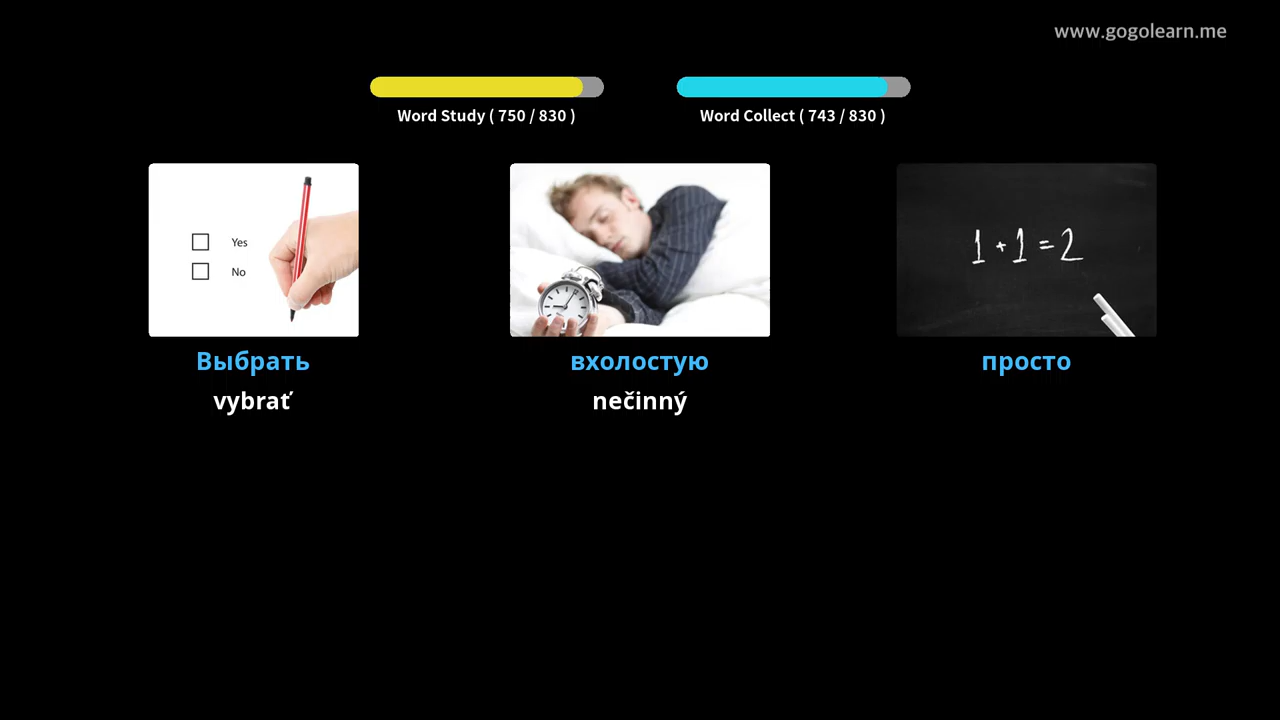 www.gogolearn.me
Word Study ( 750 / 830 )
Word Collect ( 743 / 830 )
Yes
No
1 + 1 = 2
Выбрать
вхолостую
просто
vybrať
nečinný